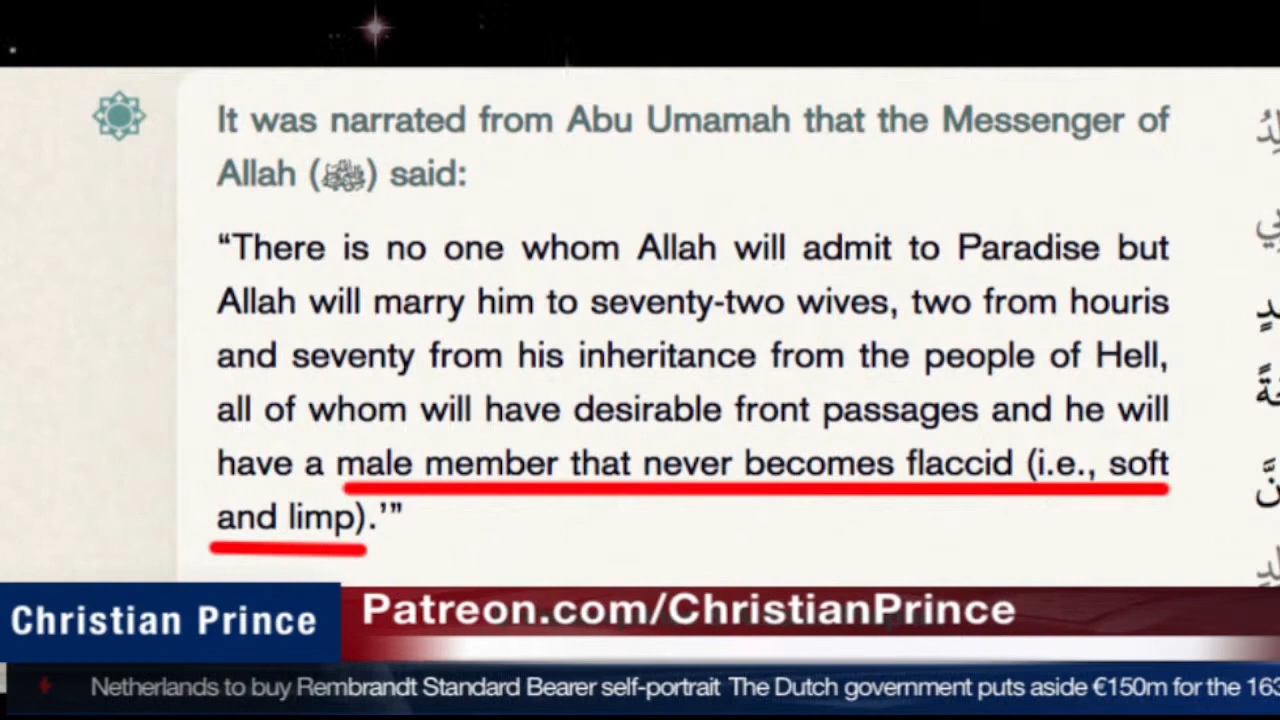 It was narrated from Abu Umamah that the Messenger of
Allah (ﷺ) said:
“There is no one whom Allah will admit to Paradise but
Allah will marry him to seventy-two wives, two from houris
and seventy from his inheritance from the people of Hell,
all of whom will have desirable front passages and he will
have a male member that never becomes flaccid (i.e., soft
and limp).’”
Christian Prince
Patreon.com/ChristianPrince
Netherlands to buy Rembrandt Standard Bearer self-portrait The Dutch government puts aside €150m for the 163